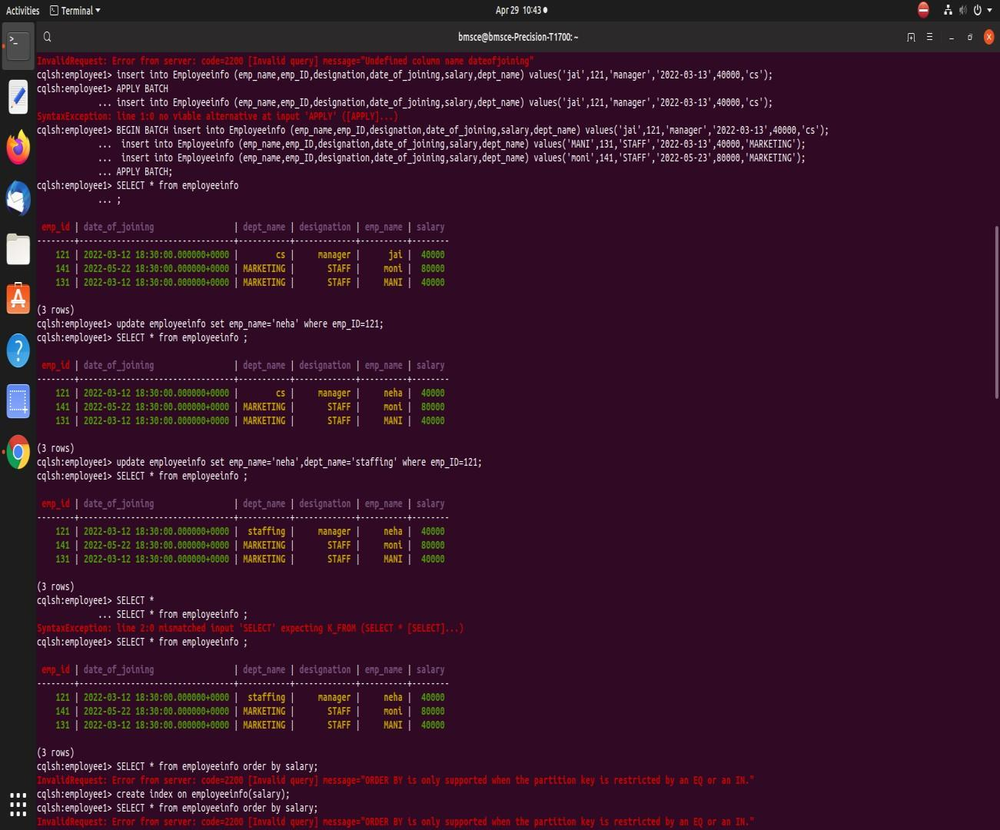 Activities Terminal Apr 29 10:43
bmsce@bmsce-Precision-T1700: ~
InvalidRequest: Error from server: code=2200 [Invalid query] message="Undefined column name dateofjoining"
cqlsh:employee1> insert into Employeeinfo (emp_name,emp_ID,designation,date_of_joining,salary,dept_name) values('jai',121,'manager','2022-03-13',40000,'cs');
cqlsh:employee1> APPLY BATCH
... insert into Employeeinfo (emp_name,emp_ID,designation,date_of_joining,salary,dept_name) values('jai',121,'manager','2022-03-13',40000,'cs');
SyntaxException: line 1:0 no viable alternative at input 'APPLY' ([APPLY]...)
cqlsh:employee1> BEGIN BATCH insert into Employeeinfo (emp_name,emp_ID,designation,date_of_joining,salary,dept_name) values('jai',121,'manager','2022-03-13',40000,'cs');
...  insert into Employeeinfo (emp_name,emp_ID,designation,date_of_joining,salary,dept_name) values('MANI',131,'STAFF','2022-03-13',40000,'MARKETING');
...  insert into Employeeinfo (emp_name,emp_ID,designation,date_of_joining,salary,dept_name) values('moni',141,'STAFF','2022-05-23',80000,'MARKETING');
... APPLY BATCH;
cqlsh:employee1> SELECT * from employeeinfo
... ;
emp_id | date_of_joining | dept_name | designation | emp_name | salary
--------+---------------------------------+-----------+-------------+----------+--------
121 | 2022-03-12 18:30:00.000000+0000 | cs | manager | jai | 40000
141 | 2022-05-22 18:30:00.000000+0000 | MARKETING | STAFF | moni | 80000
131 | 2022-03-12 18:30:00.000000+0000 | MARKETING | STAFF | MANI | 40000
(3 rows)
cqlsh:employee1> update employeeinfo set emp_name='neha' where emp_ID=121;
cqlsh:employee1> SELECT * from employeeinfo ;
emp_id | date_of_joining | dept_name | designation | emp_name | salary
--------+---------------------------------+-----------+-------------+----------+--------
121 | 2022-03-12 18:30:00.000000+0000 | cs | manager | neha | 40000
141 | 2022-05-22 18:30:00.000000+0000 | MARKETING | STAFF | moni | 80000
131 | 2022-03-12 18:30:00.000000+0000 | MARKETING | STAFF | MANI | 40000
(3 rows)
cqlsh:employee1> update employeeinfo set emp_name='neha',dept_name='staffing' where emp_ID=121;
cqlsh:employee1> SELECT * from employeeinfo ;
emp_id | date_of_joining | dept_name | designation | emp_name | salary
--------+---------------------------------+-----------+-------------+----------+--------
121 | 2022-03-12 18:30:00.000000+0000 | staffing | manager | neha | 40000
141 | 2022-05-22 18:30:00.000000+0000 | MARKETING | STAFF | moni | 80000
131 | 2022-03-12 18:30:00.000000+0000 | MARKETING | STAFF | MANI | 40000
(3 rows)
cqlsh:employee1> SELECT *
... SELECT * from employeeinfo ;
SyntaxException: line 2:0 mismatched input 'SELECT' expecting K_FROM (SELECT * [SELECT]...)
cqlsh:employee1> SELECT * from employeeinfo ;
emp_id | date_of_joining | dept_name | designation | emp_name | salary
--------+---------------------------------+-----------+-------------+----------+--------
121 | 2022-03-12 18:30:00.000000+0000 | staffing | manager | neha | 40000
141 | 2022-05-22 18:30:00.000000+0000 | MARKETING | STAFF | moni | 80000
131 | 2022-03-12 18:30:00.000000+0000 | MARKETING | STAFF | MANI | 40000
(3 rows)
cqlsh:employee1> SELECT * from employeeinfo order by salary;
InvalidRequest: Error from server: code=2200 [Invalid query] message="ORDER BY is only supported when the partition key is restricted by an EQ or an IN."
cqlsh:employee1> create index on employeeinfo(salary);
cqlsh:employee1> SELECT * from employeeinfo order by salary;
InvalidRequest: Error from server: code=2200 [Invalid query] message="ORDER BY is only supported when the partition key is restricted by an EQ or an IN."